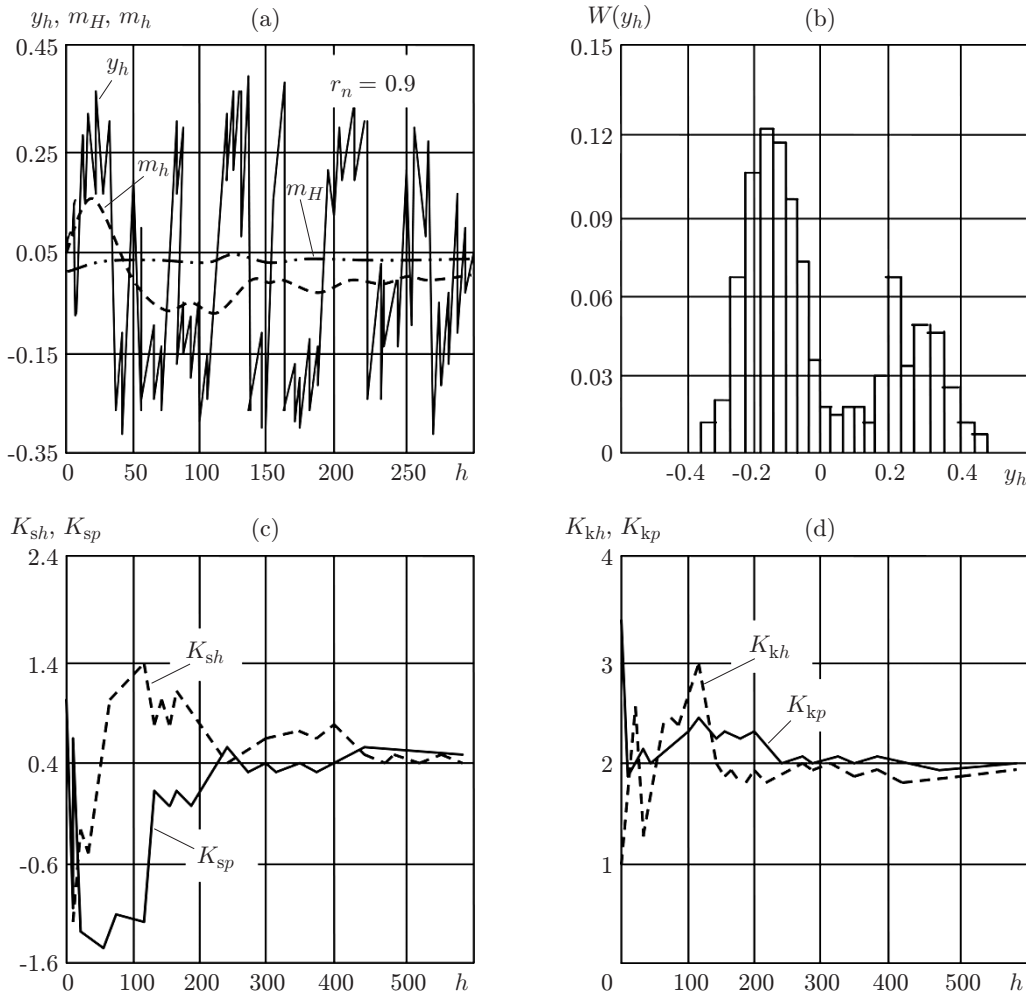 y_h, m_H, m_h (a)
0.45
y_h
r_n = 0.9
0.25
m_h
m_H
0.05
-0.15
-0.35
0 50 100 150 200 250 h
W(y_h) (b)
0.15
0.12
0.09
0.06
0.03
0
-0.4 -0.2 0 0.2 0.4 y_h
K_sh, K_sp (c)
2.4
1.4
K_sh
0.4
K_sp
-0.6
-1.6
0 100 200 300 400 500 h
K_kh, K_kp (d)
4
K_kh
3
K_kp
2
1
0 100 200 300 400 500 h